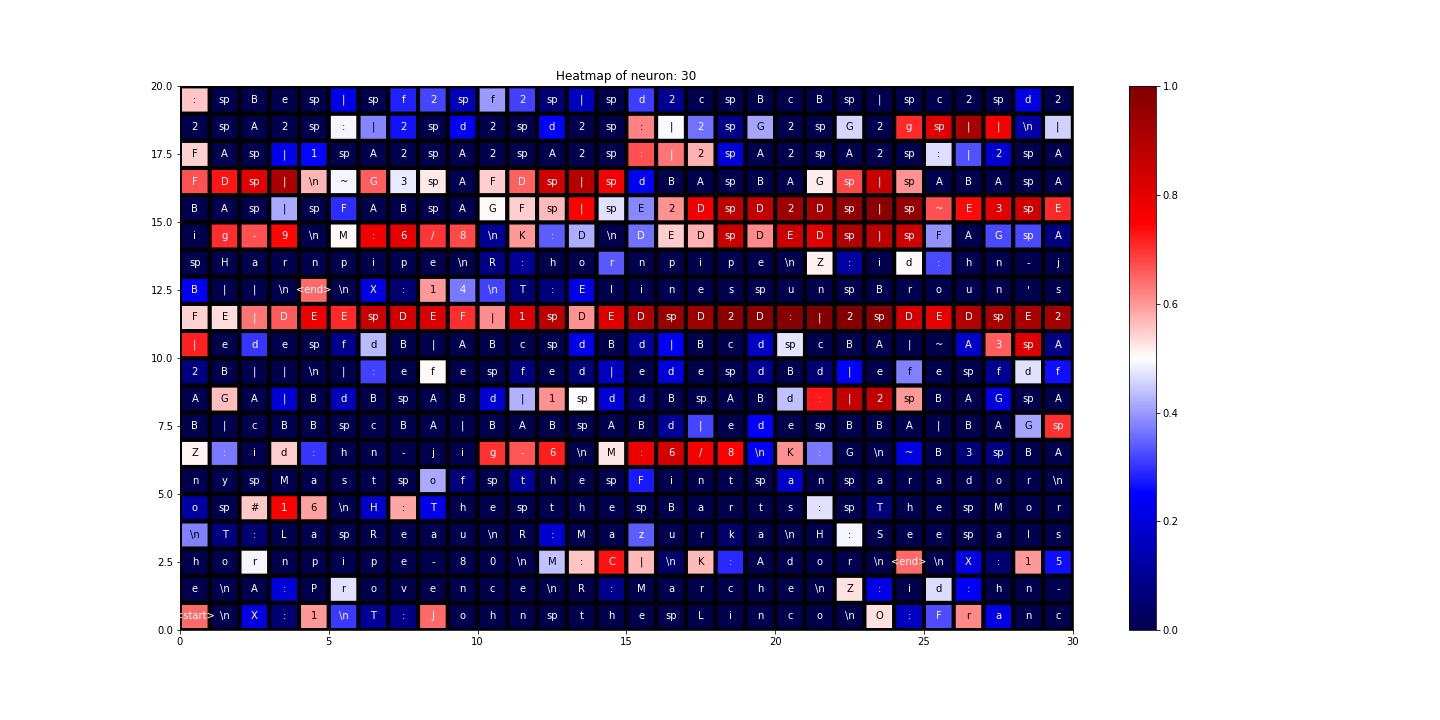 Heatmap of neuron: 30
20.0
: sp B e sp | sp f 2 sp f 2 sp | sp d 2 c sp B c B sp | sp c 2 sp d 2
2 sp A 2 sp : | 2 sp d 2 sp d 2 sp : | 2 sp G 2 sp G 2 g sp | | \n |
17.5
F A sp | 1 sp A 2 sp A 2 sp A 2 sp : | 2 sp A 2 sp A 2 sp : | 2 sp A
F D sp | \n ~ G 3 sp A F D sp | sp d B A sp B A G sp | sp A B A sp A
B A sp | sp F A B sp A G F sp | sp E 2 D sp D 2 D sp | sp ~ E 3 sp E
15.0
i g - 9 \n M : 6 / 8 \n K : D \n D E D sp D E D sp | sp F A G sp A
sp H a r n p i p e \n R : h o r n p i p e \n Z : i d : h n - j
12.5
B | | \n <end> \n X : 1 4 \n T : E l i n e s sp u n sp B r o u n ' s
F E | D E E sp D E F | 1 sp D E D sp D 2 D : | 2 sp D E D sp E 2
| e d e sp f d B | A B c sp d B d | B c d sp c B A | ~ A 3 sp A
10.0
2 B | | \n | : e f e sp f e d | e d e sp d B d | e f e sp f d f
A G A | B d B sp A B d | 1 sp d d B sp A B d : | 2 sp B A G sp A
7.5
B | c B B sp c B A | B A B sp A B d | e d e sp B B A | B A G sp
Z : i d : h n - j i g - 6 \n M : 6 / 8 \n K : G \n ~ B 3 sp B A
n y sp M a s t sp o f sp t h e sp F i n t sp a n sp a r a d o r \n
5.0
o sp # 1 6 \n H : T h e sp t h e sp B a r t s : sp T h e sp M o r
\n T : L a sp R e a u \n R : M a z u r k a \n H : S e e sp a l s
2.5
h o r n p i p e - 8 0 \n M : C | \n K : A d o r \n <end> \n X : 1 5
e \n A : P r o v e n c e \n R : M a r c h e \n Z : i d : h n -
<start> \n X : 1 \n T : J o h n sp t h e sp L i n c o \n O : F r a n c
0.0
0 5 10 15 20 25 30
1.0
0.8
0.6
0.4
0.2
0.0